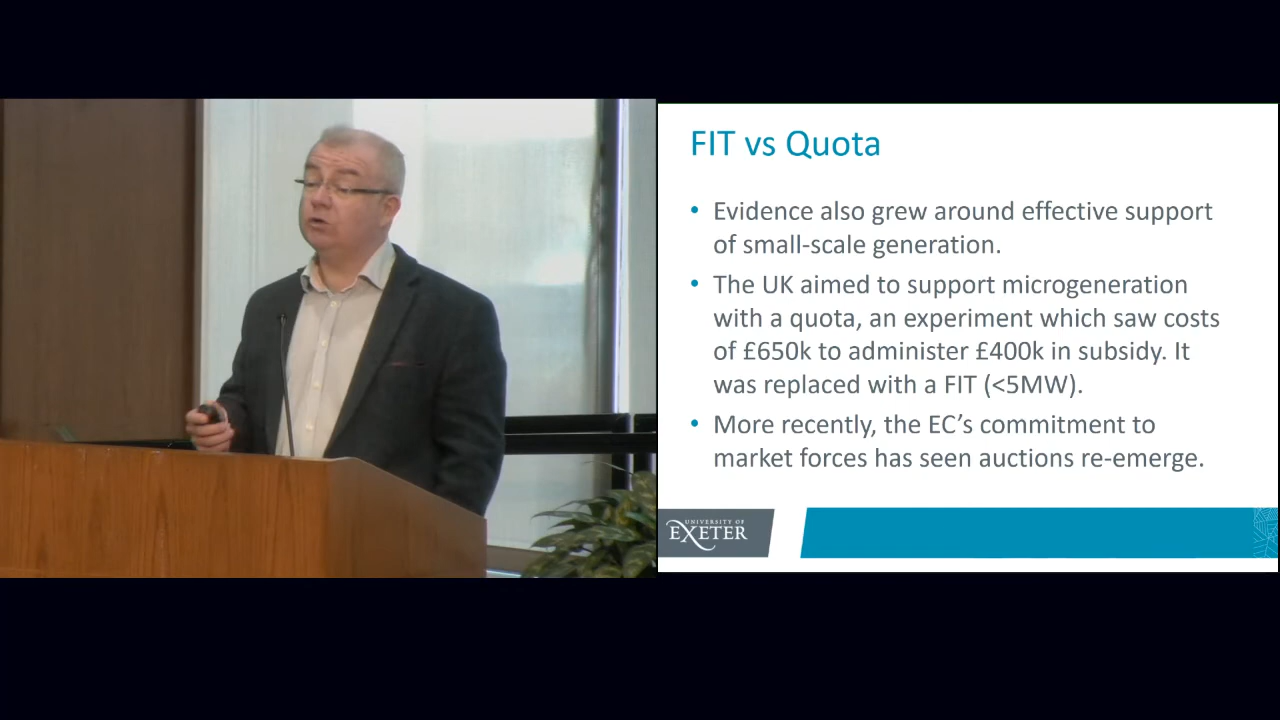 FIT vs Quota
• Evidence also grew around effective support
of small-scale generation.
• The UK aimed to support microgeneration
with a quota, an experiment which saw costs
of £650k to administer £400k in subsidy. It
was replaced with a FIT (<5MW).
• More recently, the EC’s commitment to
market forces has seen auctions re-emerge.
UNIVERSITY OF
EXETER